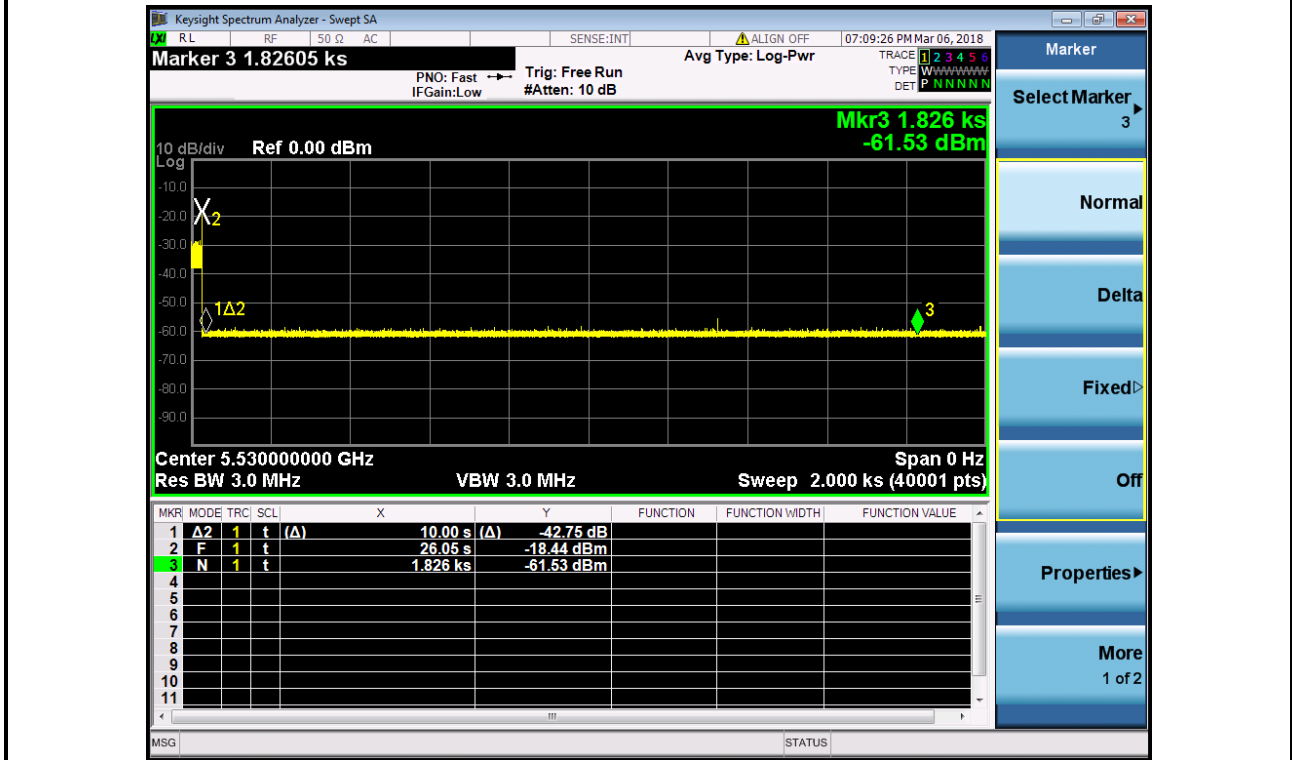 Keysight Spectrum Analyzer - Swept SA
LXI RL RF 50 Ω AC SENSE:INT ALIGN OFF 07:09:26 PM Mar 06, 2018
Marker 3 1.82605 ks
Avg Type: Log-Pwr
TRACE 1 2 3 4 5 6
TYPE WWWWWW
DET P N N N N N
PNO: Fast
IFGain:Low
Trig: Free Run
#Atten: 10 dB
Mkr3 1.826 ks
-61.53 dBm
10 dB/div Ref 0.00 dBm
Log
-10.0
-20.0
-30.0
-40.0
-50.0
-60.0
-70.0
-80.0
-90.0
X2
1Δ2
3
Center 5.530000000 GHz Span 0 Hz
Res BW 3.0 MHz VBW 3.0 MHz Sweep 2.000 ks (40001 pts)
MKR MODE TRC SCL X Y FUNCTION FUNCTION WIDTH FUNCTION VALUE
1 Δ2 1 t (Δ) 10.00 s (Δ) -42.75 dB
2 F 1 t 26.05 s -18.44 dBm
3 N 1 t 1.826 ks -61.53 dBm
4
5
6
7
8
9
10
11
MSG STATUS
Marker
Select Marker
3
Normal
Delta
Fixed
Off
Properties
More
1 of 2